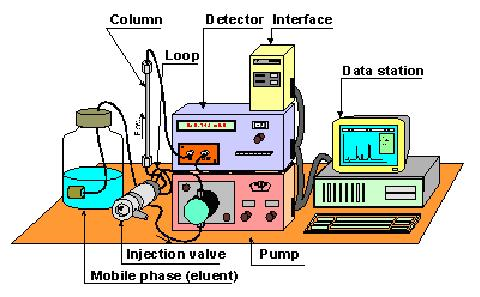 Column
Detector
Interface
Loop
Data station
Injection valve
Pump
Mobile phase (eluent)